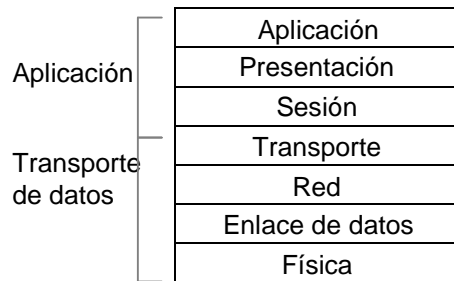 Aplicación
Presentación
Sesión
Transporte
Red
Enlace de datos
Física
Aplicación
Transporte
de datos